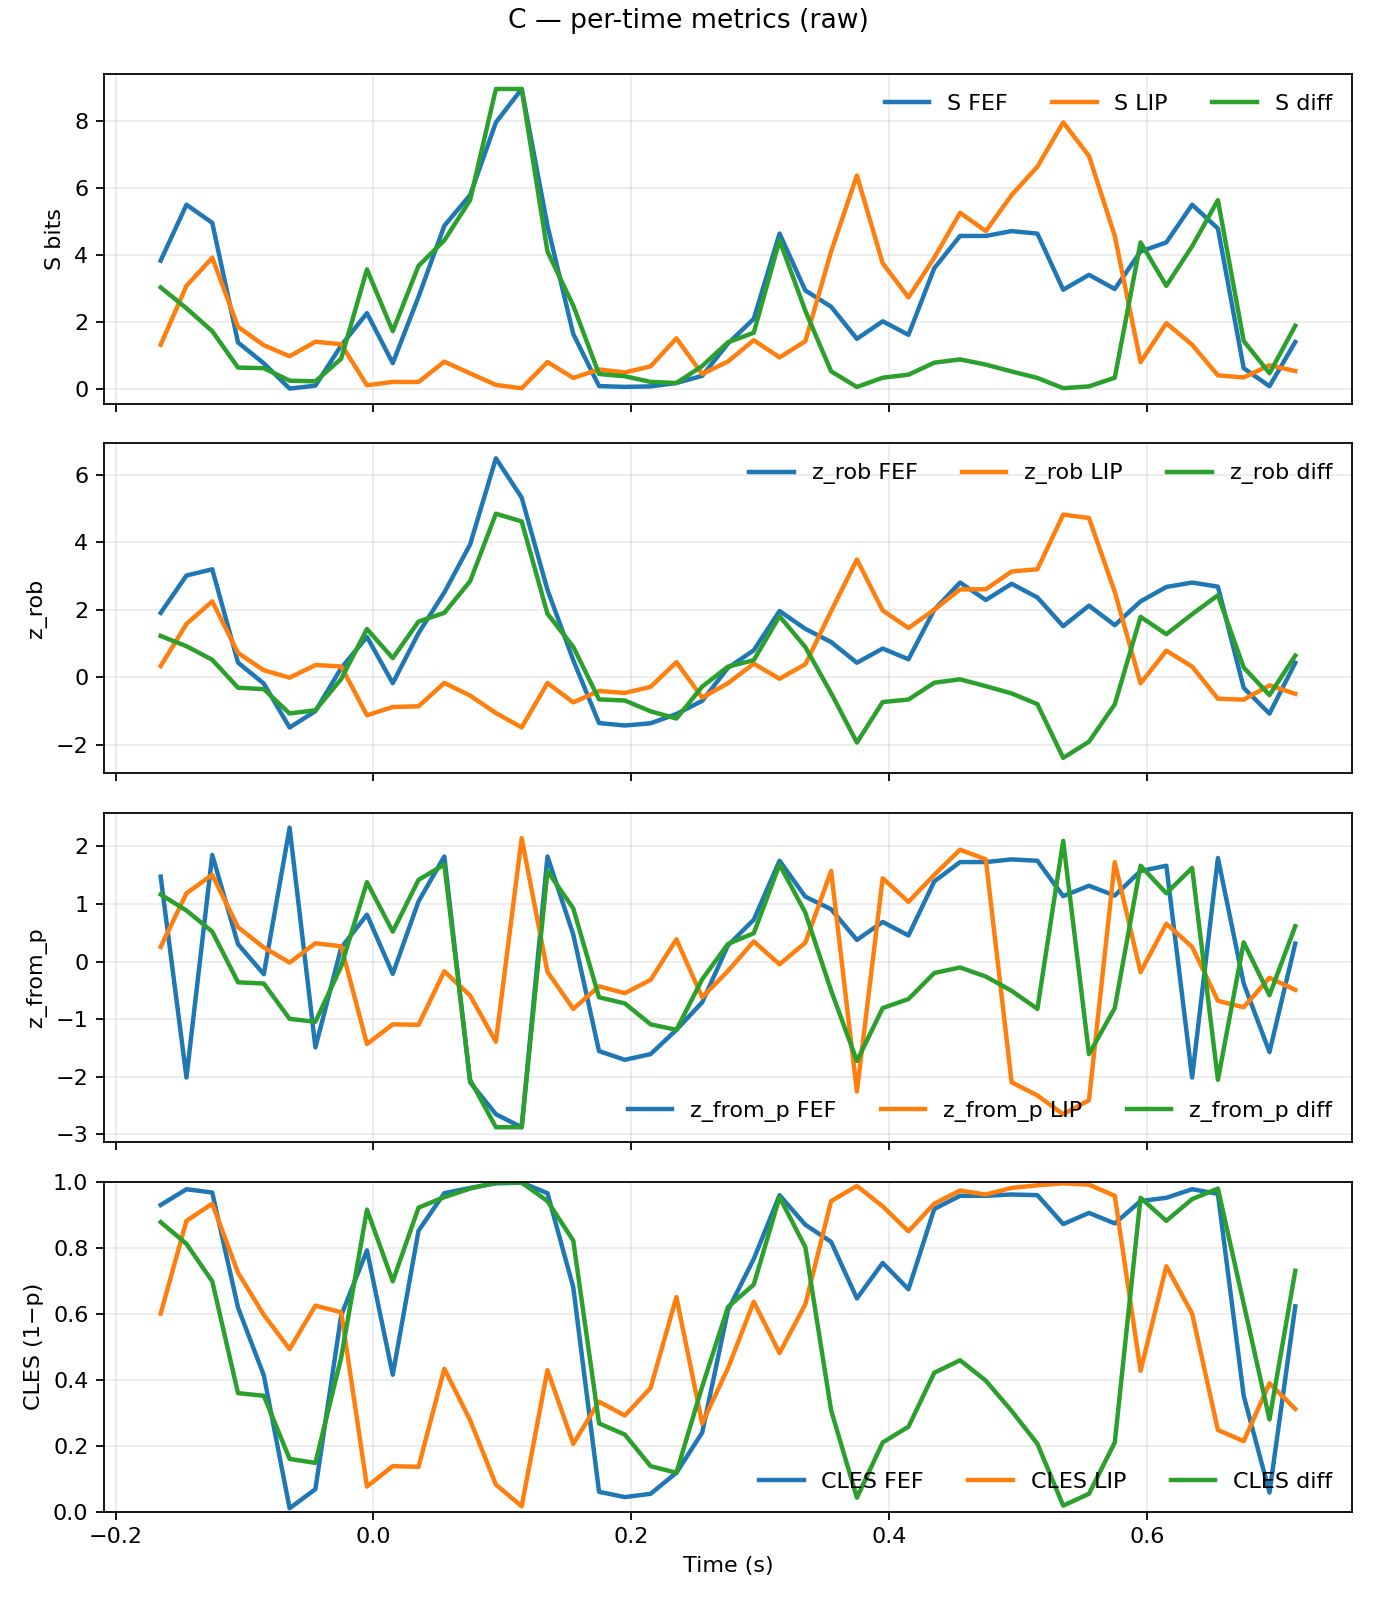 C — per-time metrics (raw)
S FEF S LIP S diff
8
6
4
2
0
S bits
z_rob FEF z_rob LIP z_rob diff
6
4
2
0
−2
z_rob
2
1
0
−1
−2
−3
z_from_p
z_from_p FEF z_from_p LIP z_from_p diff
1.0
0.8
0.6
0.4
0.2
0.0
CLES (1−p)
CLES FEF CLES LIP CLES diff
−0.2 0.0 0.2 0.4 0.6
Time (s)